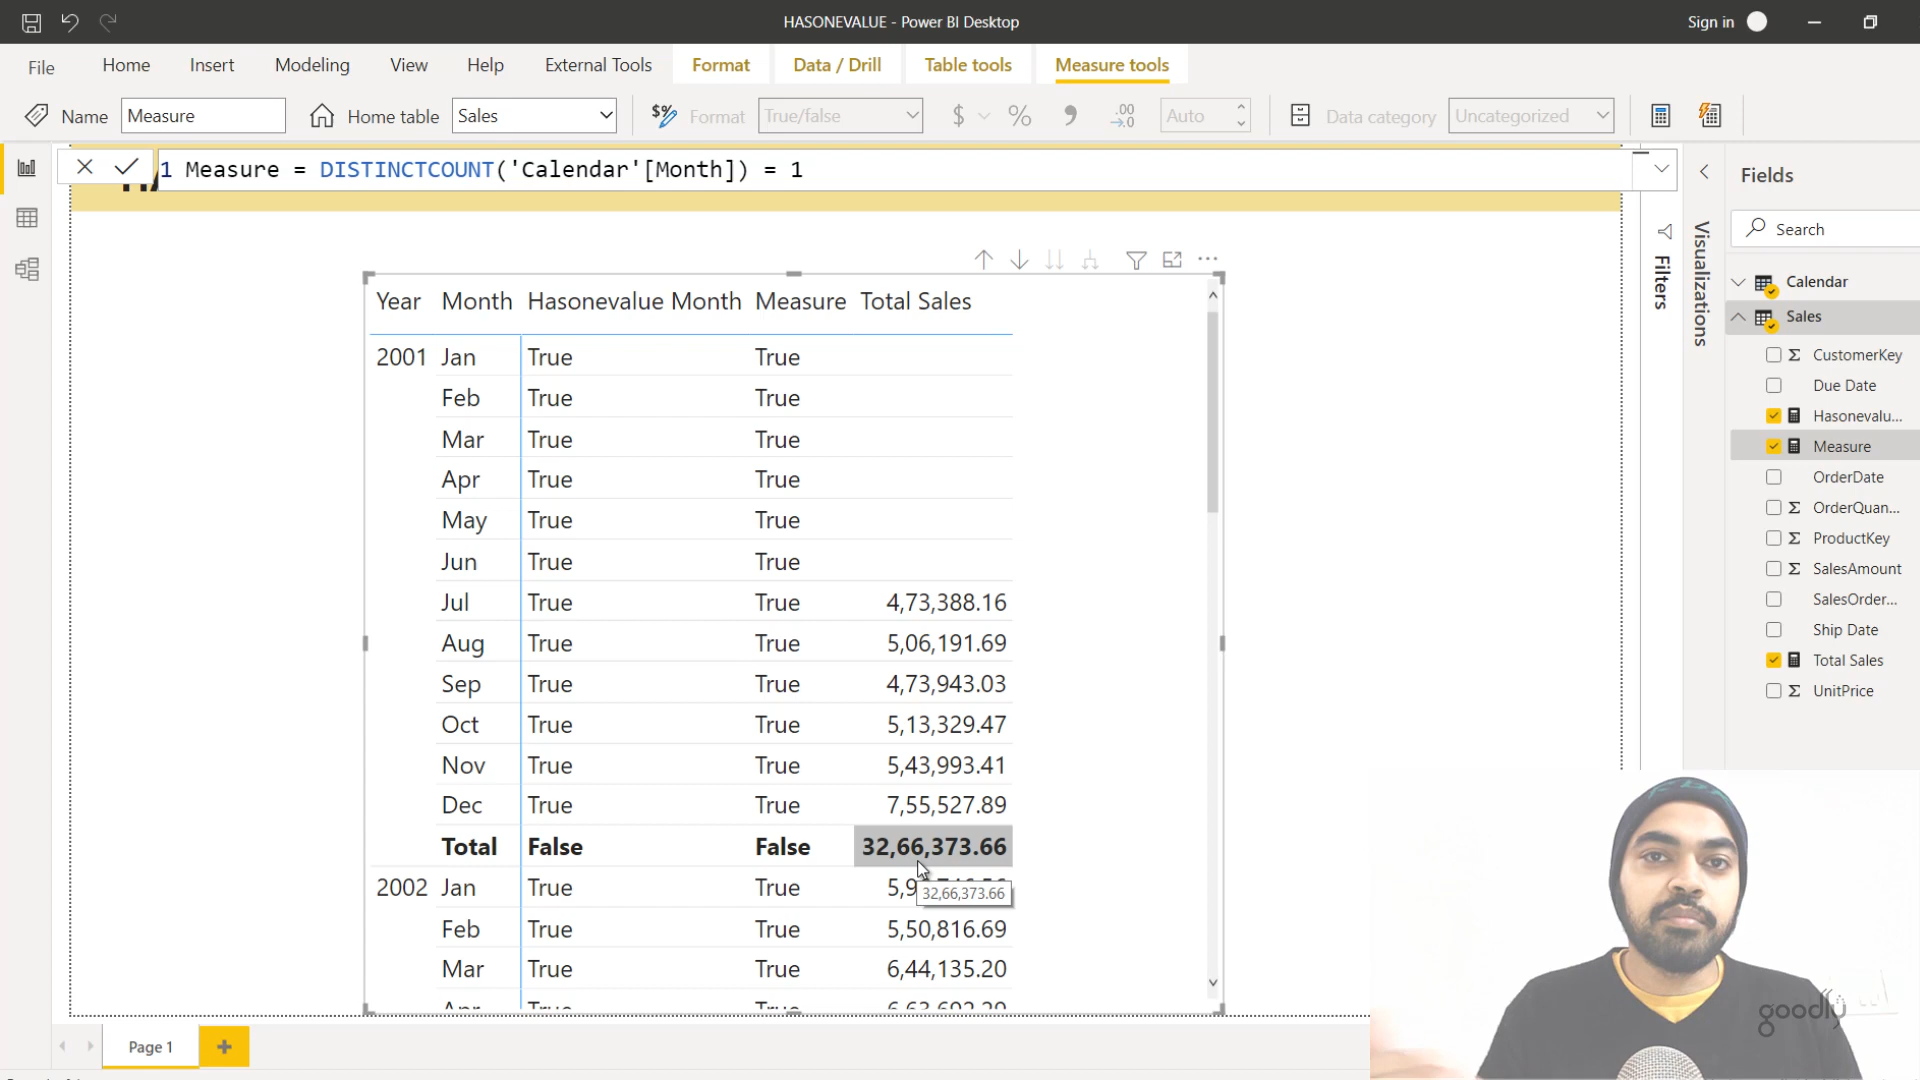 HASONEVALUE - Power BI Desktop
Sign in
File Home Insert Modeling View Help External Tools Format Data / Drill Table tools Measure tools
Name Measure Home table Sales Format True/false $ % Auto Data category Uncategorized
1 Measure = DISTINCTCOUNT('Calendar'[Month]) = 1
Year Month Hasonevalue Month Measure Total Sales
2001 Jan True True
Feb True True
Mar True True
Apr True True
May True True
Jun True True
Jul True True 4,73,388.16
Aug True True 5,06,191.69
Sep True True 4,73,943.03
Oct True True 5,13,329.47
Nov True True 5,43,993.41
Dec True True 7,55,527.89
Total False False 32,66,373.66
32,66,373.66
2002 Jan True True
Feb True True 5,50,816.69
Mar True True 6,44,135.20
Filters
Visualizations
Fields
Search
Calendar
Sales
CustomerKey
Due Date
Hasonevalu...
Measure
OrderDate
OrderQuan...
ProductKey
SalesAmount
SalesOrder...
Ship Date
Total Sales
UnitPrice
Page 1
goodly